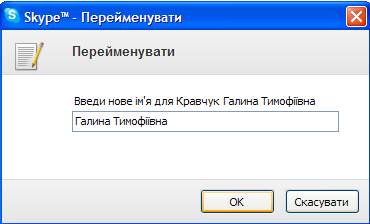 Skype™ - Перейменувати
Перейменувати
Введи нове ім'я для Кравчук Галина Тимофіївна
Галина Тимофіївна
OK
Скасувати